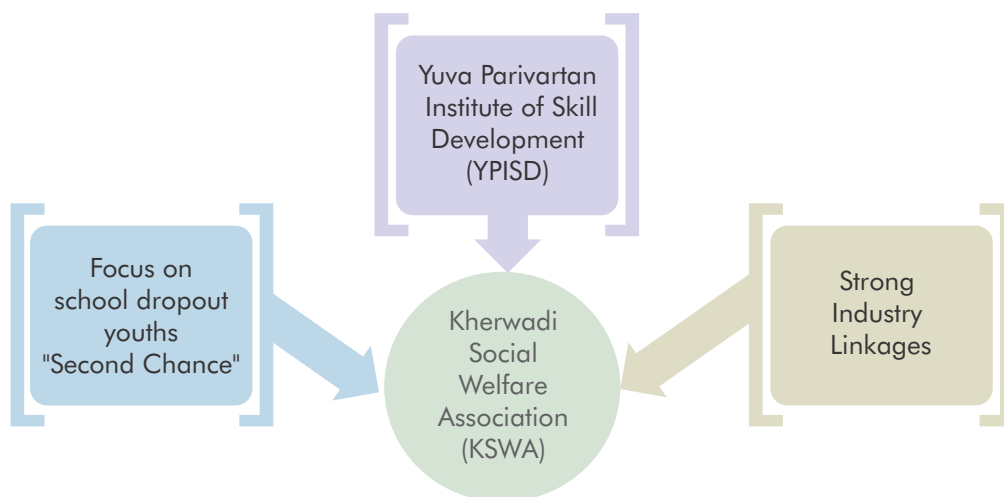 Yuva Parivartan
Institute of Skill
Development
(YPISD)
Focus on
school dropout
youths
"Second Chance"
Kherwadi
Social
Welfare
Association
(KSWA)
Strong
Industry
Linkages